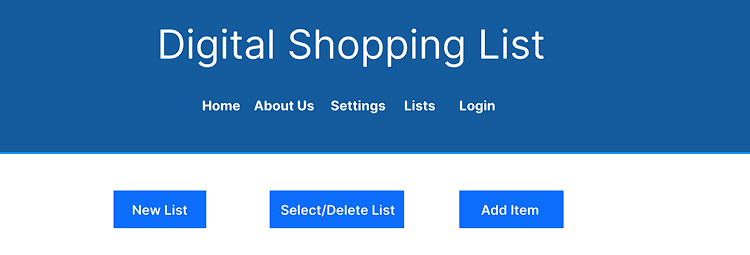 Digital Shopping List
Home About Us Settings Lists Login
New List Select/Delete List Add Item